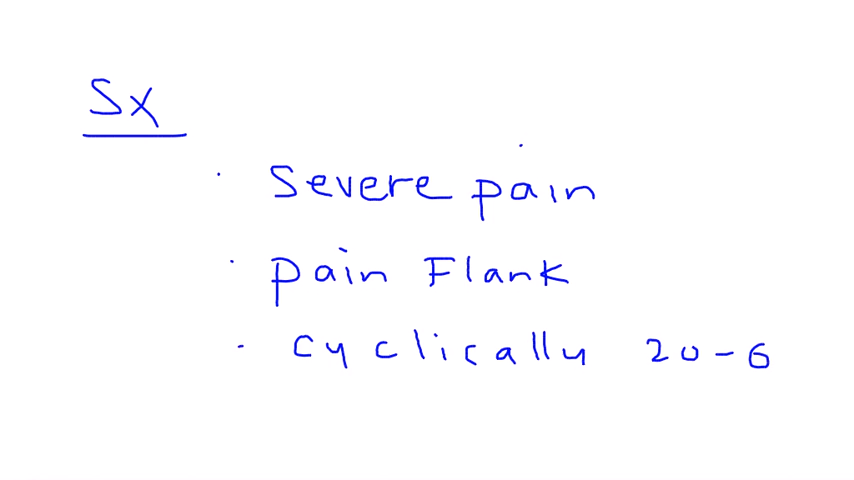 Sx
· Severe pain
· pain Flank
· cyclically 20-6